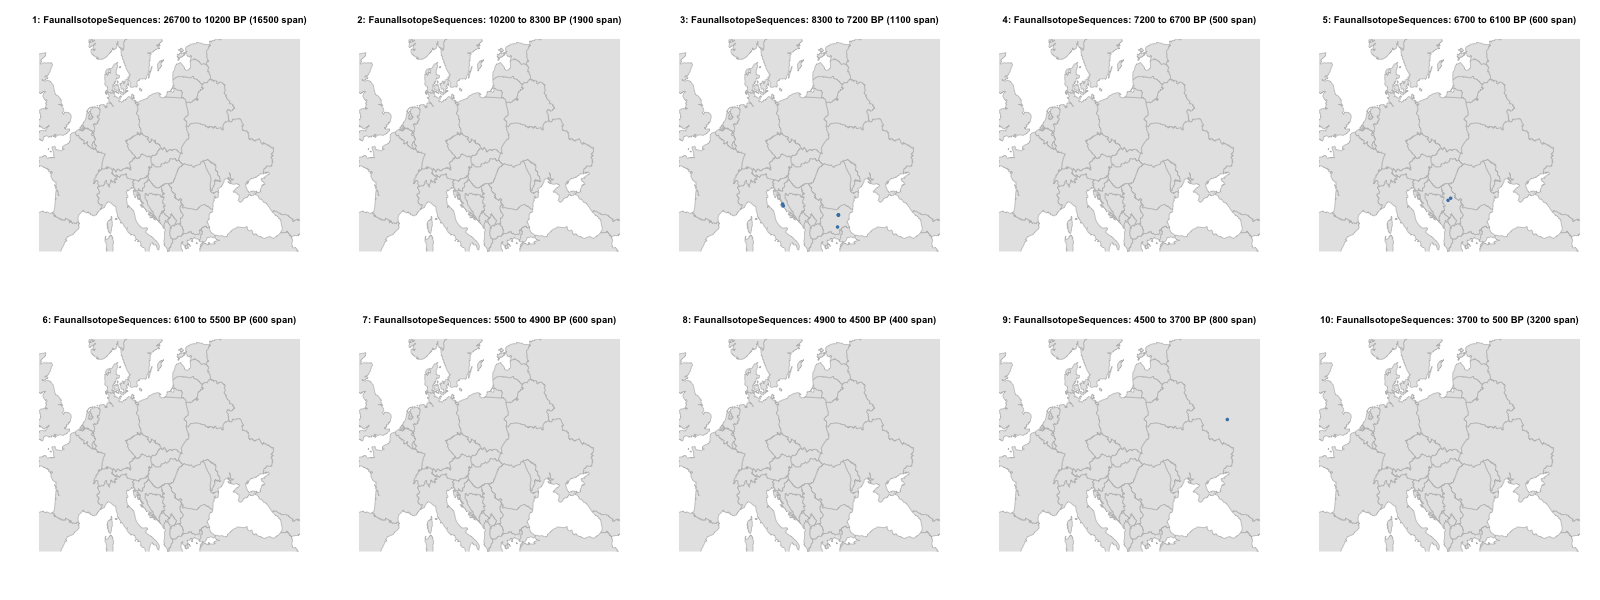 1: FaunalIsotopeSequences: 26700 to 10200 BP (16500 span)
2: FaunalIsotopeSequences: 10200 to 8300 BP (1900 span)
3: FaunalIsotopeSequences: 8300 to 7200 BP (1100 span)
4: FaunalIsotopeSequences: 7200 to 6700 BP (500 span)
5: FaunalIsotopeSequences: 6700 to 6100 BP (600 span)
6: FaunalIsotopeSequences: 6100 to 5500 BP (600 span)
7: FaunalIsotopeSequences: 5500 to 4900 BP (600 span)
8: FaunalIsotopeSequences: 4900 to 4500 BP (400 span)
9: FaunalIsotopeSequences: 4500 to 3700 BP (800 span)
10: FaunalIsotopeSequences: 3700 to 500 BP (3200 span)